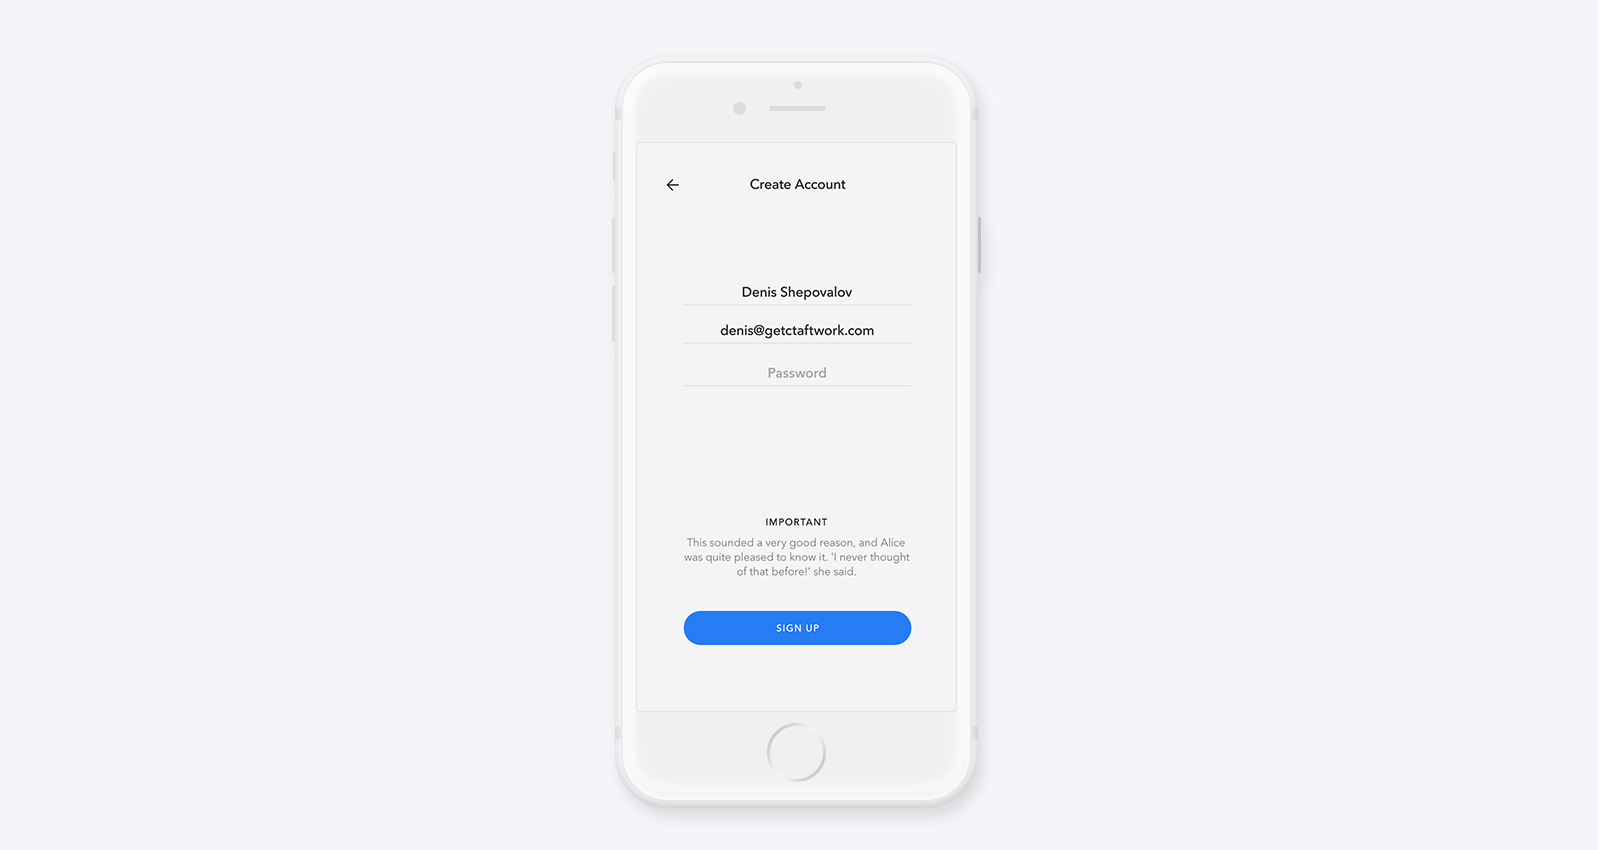 Create Account
Denis Shepovalov
denis@getctaftwork.com
Password
IMPORTANT
This sounded a very good reason, and Alice
was quite pleased to know it. 'I never thought
of that before!' she said.
SIGN UP